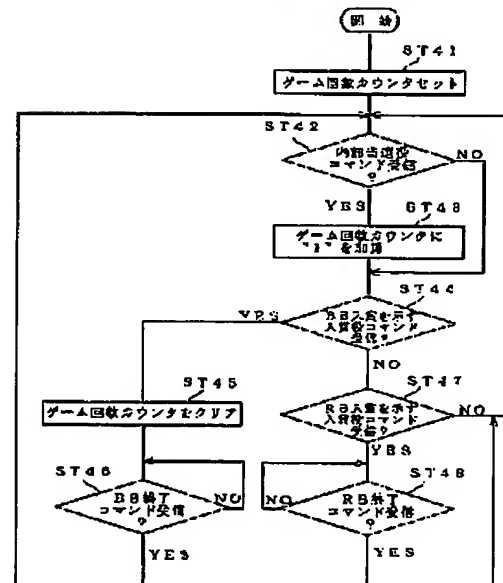 開始
ST41
ゲーム回数カウンタセット
ST42
内部当選役
コマンド受信
?
NO
YES
ST43
ゲーム回数カウンタに
"1"を加算
ST44
BB入賞を示す
入賞役コマンド
受信?
YES
NO
ST45
ゲーム回数カウンタをクリア
ST47
RB入賞を示す
入賞役コマンド
受信?
NO
YES
ST46
BB終了
コマンド受信
?
NO
YES
ST48
RB終了
コマンド受信
?
NO
YES